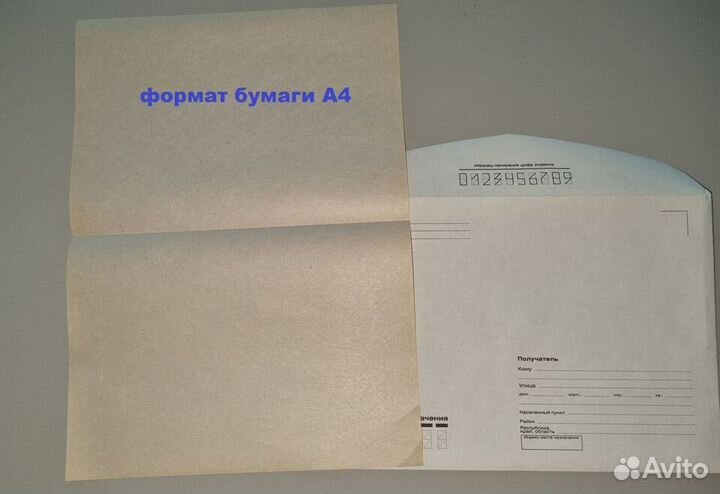 формат бумаги А4
образец написания цифр индекса
0123456789
Получатель
Кому
Улица
дом корп.: стр.: кв.:
Населенный пункт
Район
Республика,
край, область
Индекс места назначения
чения
Avito